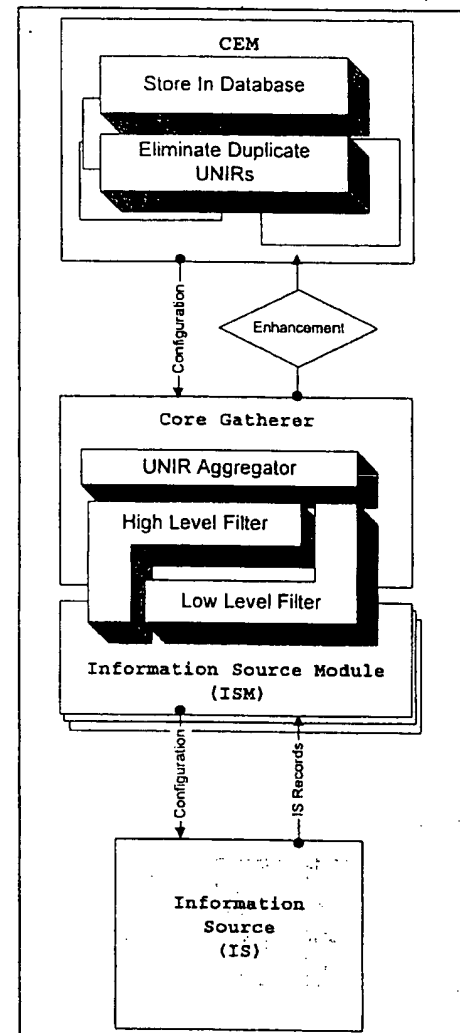 CEM
Store In Database
Eliminate Duplicate
UNIRs
Configuration
Enhancement
Core Gatherer
UNIR Aggregator
High Level Filter
Low Level Filter
Information Source Module
(ISM)
Configuration
IS Records
Information
Source
(IS)